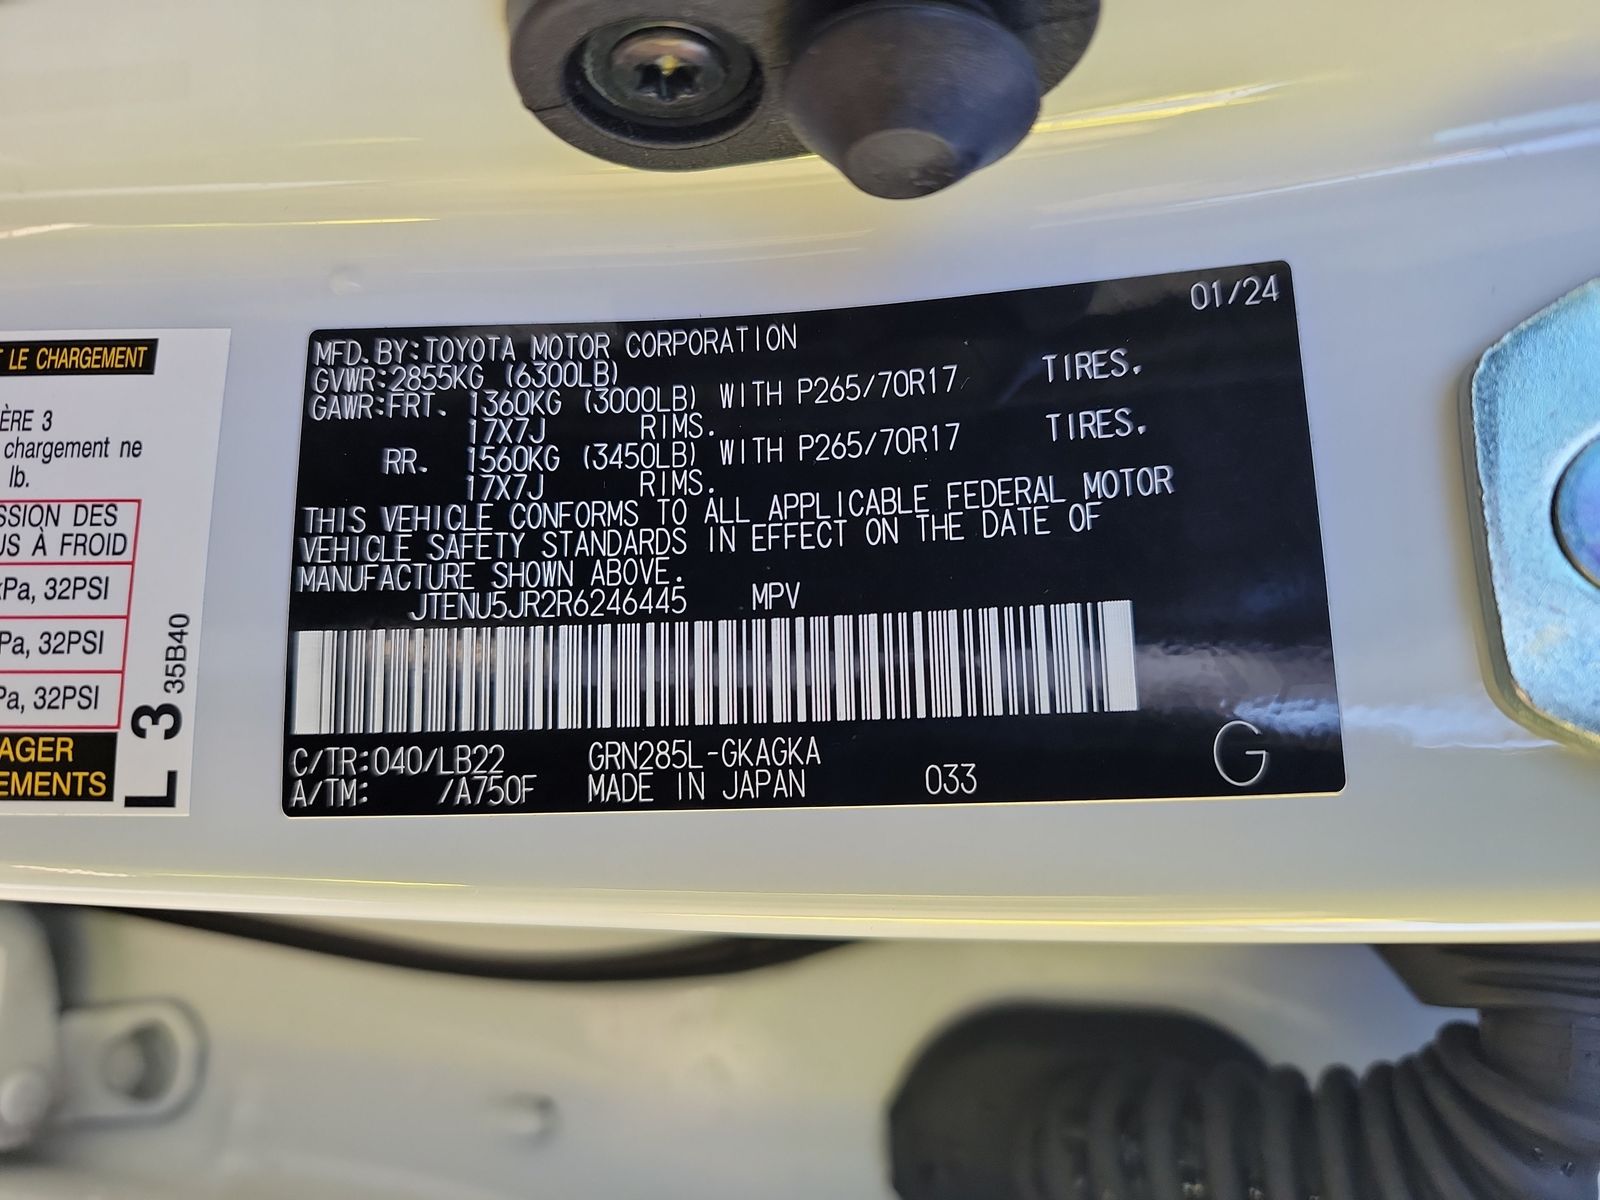 LE CHARGEMENT
ÈRE 3
chargement ne
lb.
SSION DES
US À FROID
kPa, 32PSI
Pa, 32PSI
Pa, 32PSI
AGER
EMENTS
L 3 35B40
01/24
MFD. BY:TOYOTA MOTOR CORPORATION
GVWR:2855KG (6300LB)
GAWR:FRT. 1360KG (3000LB) WITH P265/70R17 TIRES.
17X7J RIMS.
RR. 1560KG (3450LB) WITH P265/70R17 TIRES.
17X7J RIMS.
THIS VEHICLE CONFORMS TO ALL APPLICABLE FEDERAL MOTOR
VEHICLE SAFETY STANDARDS IN EFFECT ON THE DATE OF
MANUFACTURE SHOWN ABOVE.
JTENU5JR2R6246445 MPV
C/TR:040/LB22 GRN285L-GKAGKA
A/TM: /A750F MADE IN JAPAN 033
G